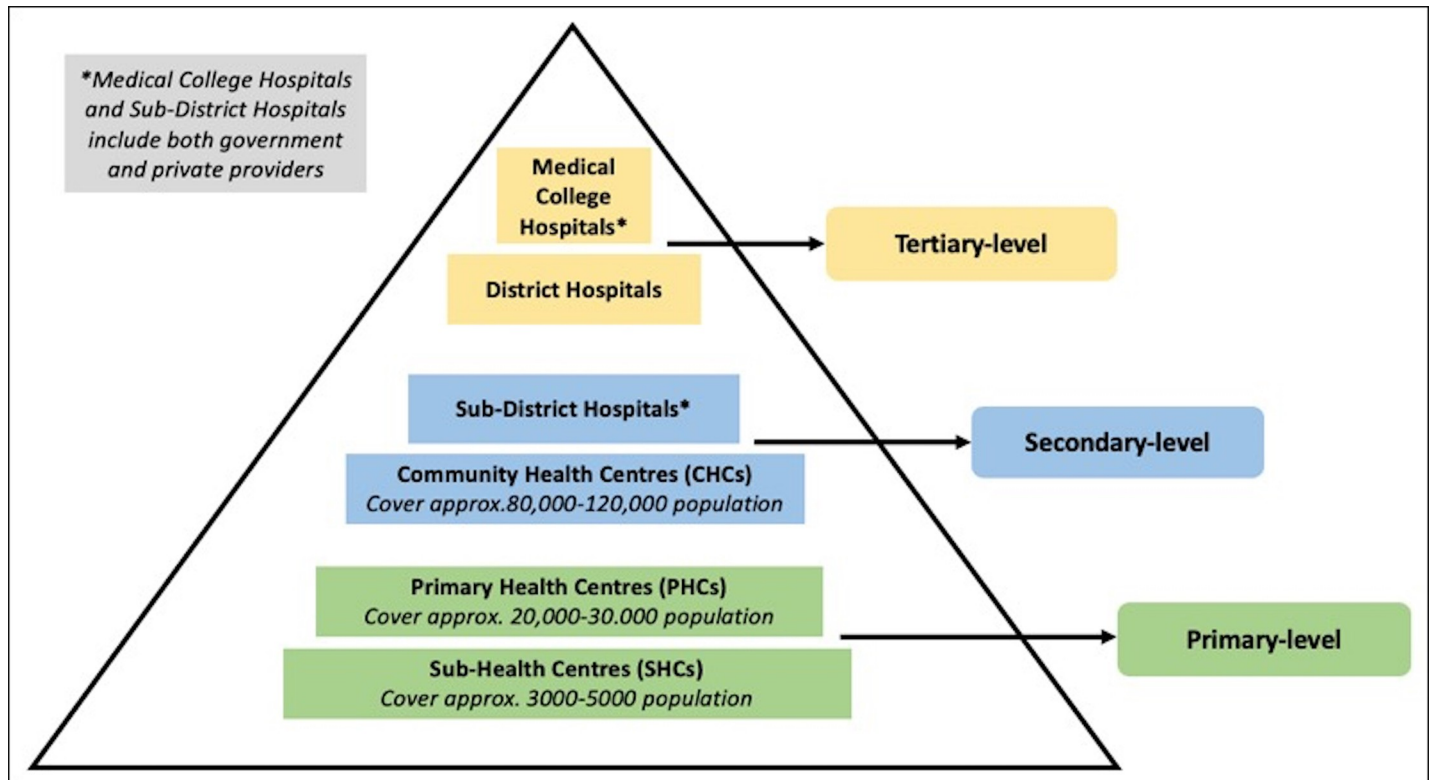 *Medical College Hospitals
and Sub-District Hospitals
include both government
and private providers
Medical
College
Hospitals*
District Hospitals
Tertiary-level
Sub-District Hospitals*
Community Health Centres (CHCs)
Cover approx.80,000-120,000 population
Secondary-level
Primary Health Centres (PHCs)
Cover approx. 20,000-30.000 population
Sub-Health Centres (SHCs)
Cover approx. 3000-5000 population
Primary-level